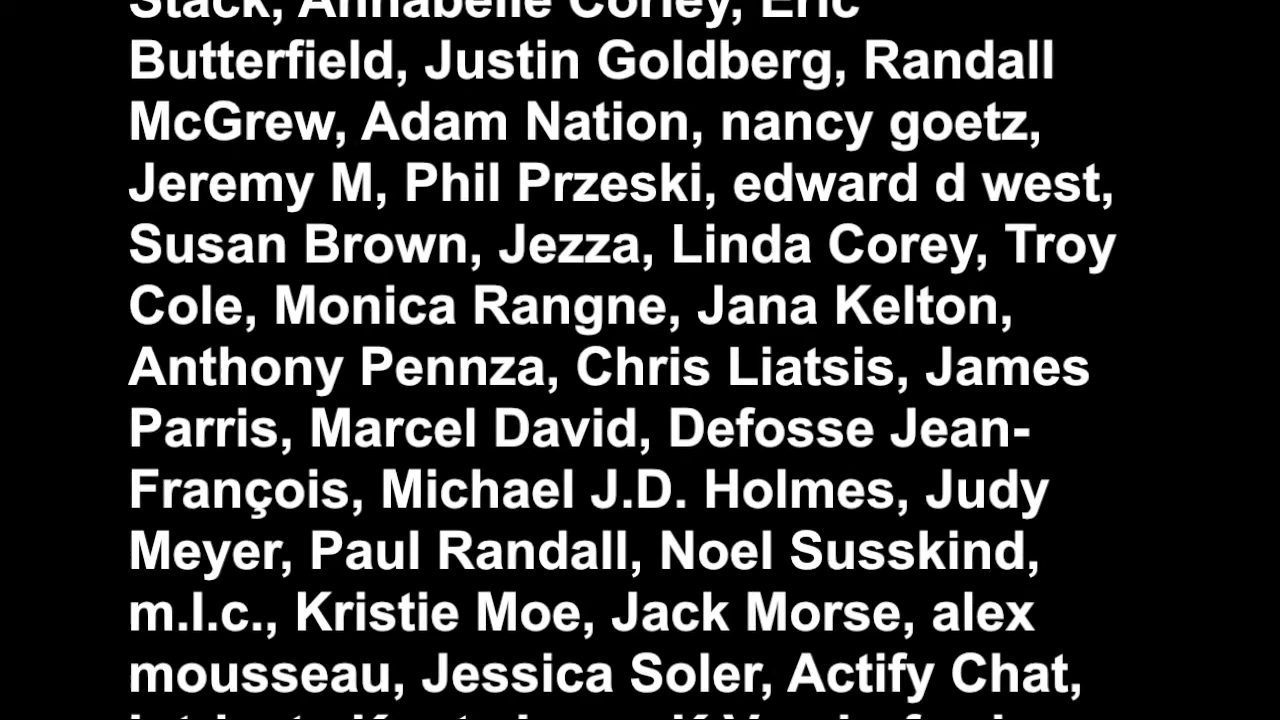 Stack, Annabelle Corley, Eric
Butterfield, Justin Goldberg, Randall
McGrew, Adam Nation, nancy goetz,
Jeremy M, Phil Przeski, edward d west,
Susan Brown, Jezza, Linda Corey, Troy
Cole, Monica Rangne, Jana Kelton,
Anthony Pennza, Chris Liatsis, James
Parris, Marcel David, Defosse Jean-
François, Michael J.D. Holmes, Judy
Meyer, Paul Randall, Noel Susskind,
m.l.c., Kristie Moe, Jack Morse, alex
mousseau, Jessica Soler, Actify Chat,